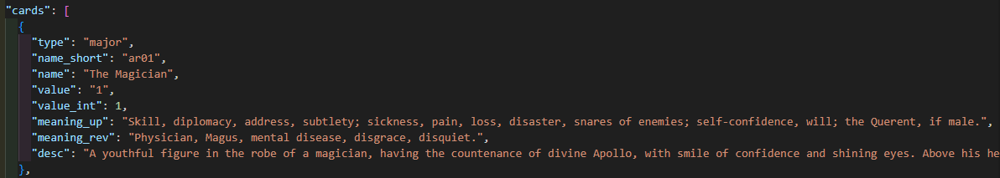 "cards": [
{
"type": "major",
"name_short": "ar01",
"name": "The Magician",
"value": "1",
"value_int": 1,
"meaning_up": "Skill, diplomacy, address, subtlety; sickness, pain, loss, disaster, snares of enemies; self-confidence, will; the Querent, if male.",
"meaning_rev": "Physician, Magus, mental disease, disgrace, disquiet.",
"desc": "A youthful figure in the robe of a magician, having the countenance of divine Apollo, with smile of confidence and shining eyes. Above his he
},